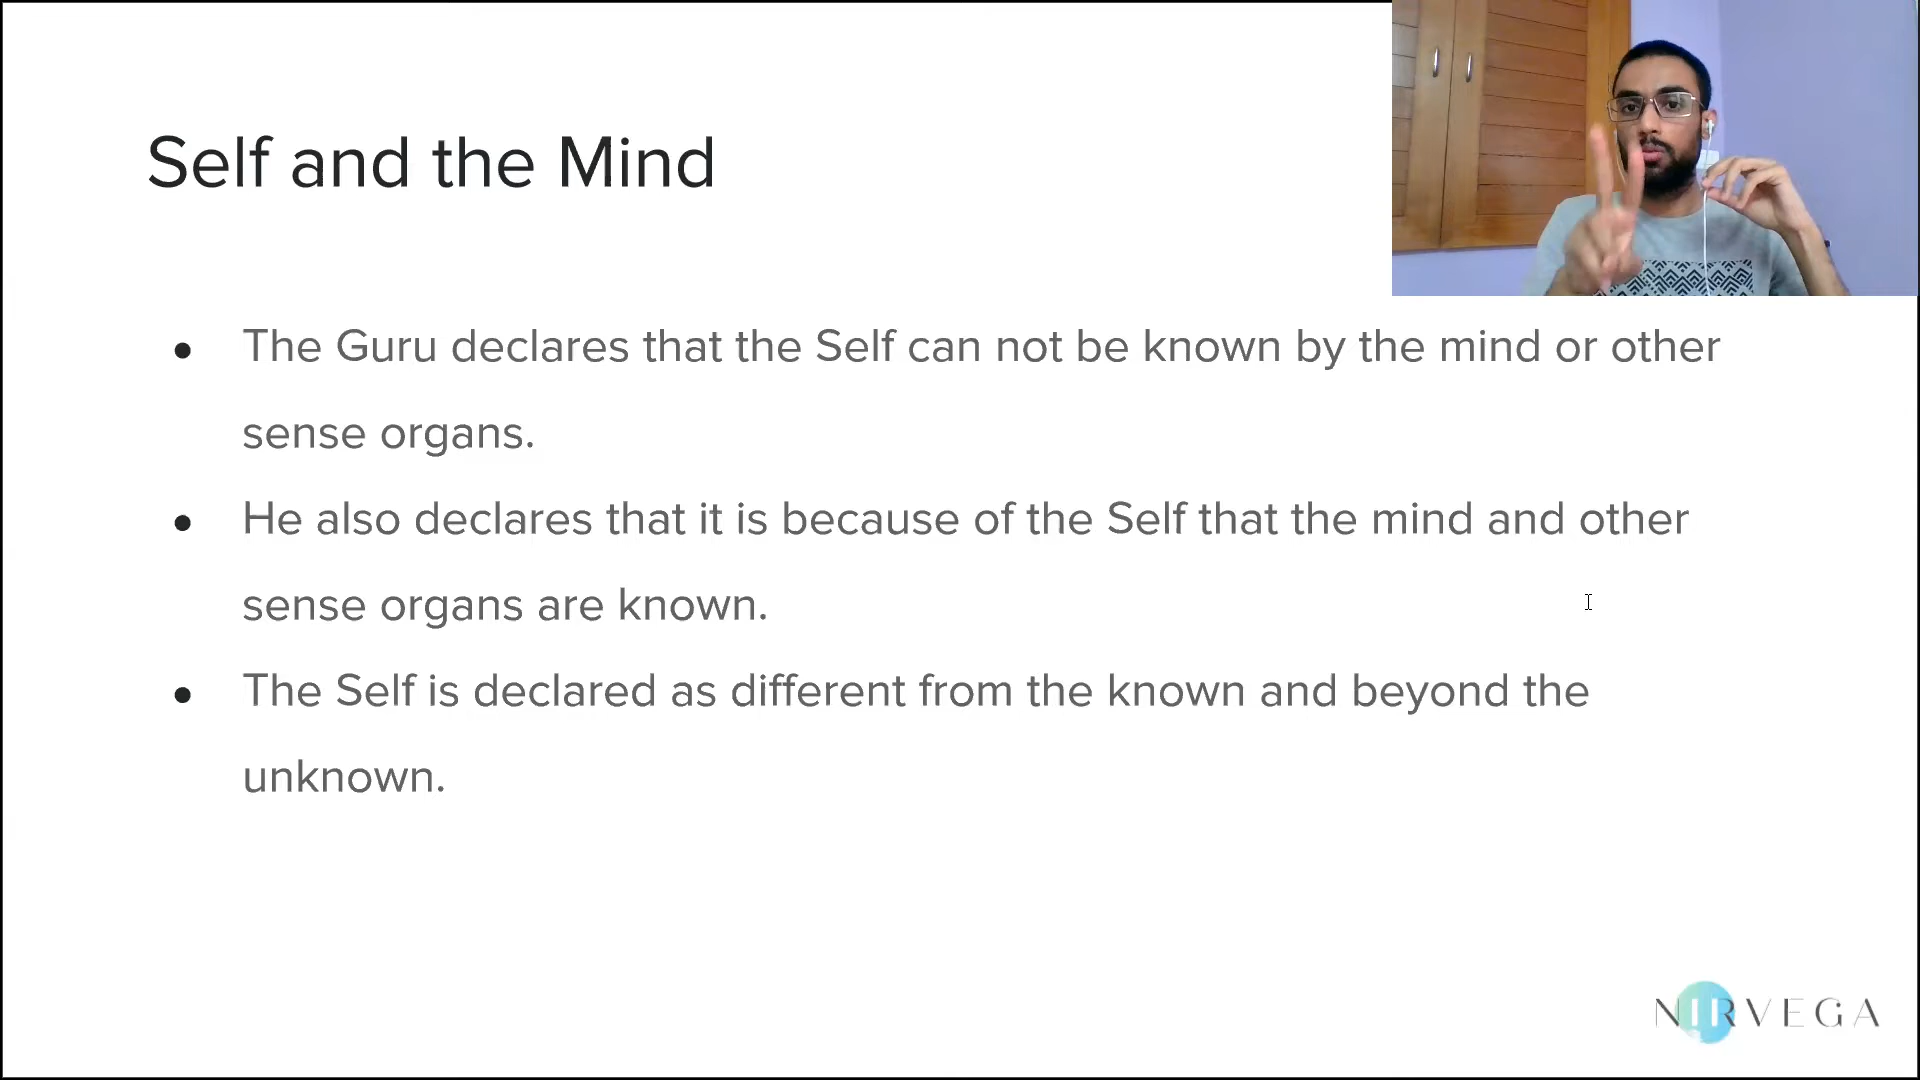 Self and the Mind
● The Guru declares that the Self can not be known by the mind or other
sense organs.
● He also declares that it is because of the Self that the mind and other
sense organs are known.
● The Self is declared as different from the known and beyond the
unknown.
NIRVEGA